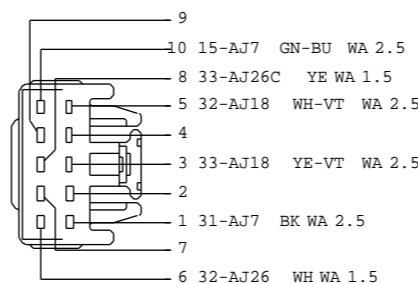 9
10 15-AJ7 GN-BU WA 2.5
8 33-AJ26C YE WA 1.5
5 32-AJ18 WH-VT WA 2.5
4
3 33-AJ18 YE-VT WA 2.5
2
1 31-AJ7 BK WA 2.5
7
6 32-AJ26 WH WA 1.5